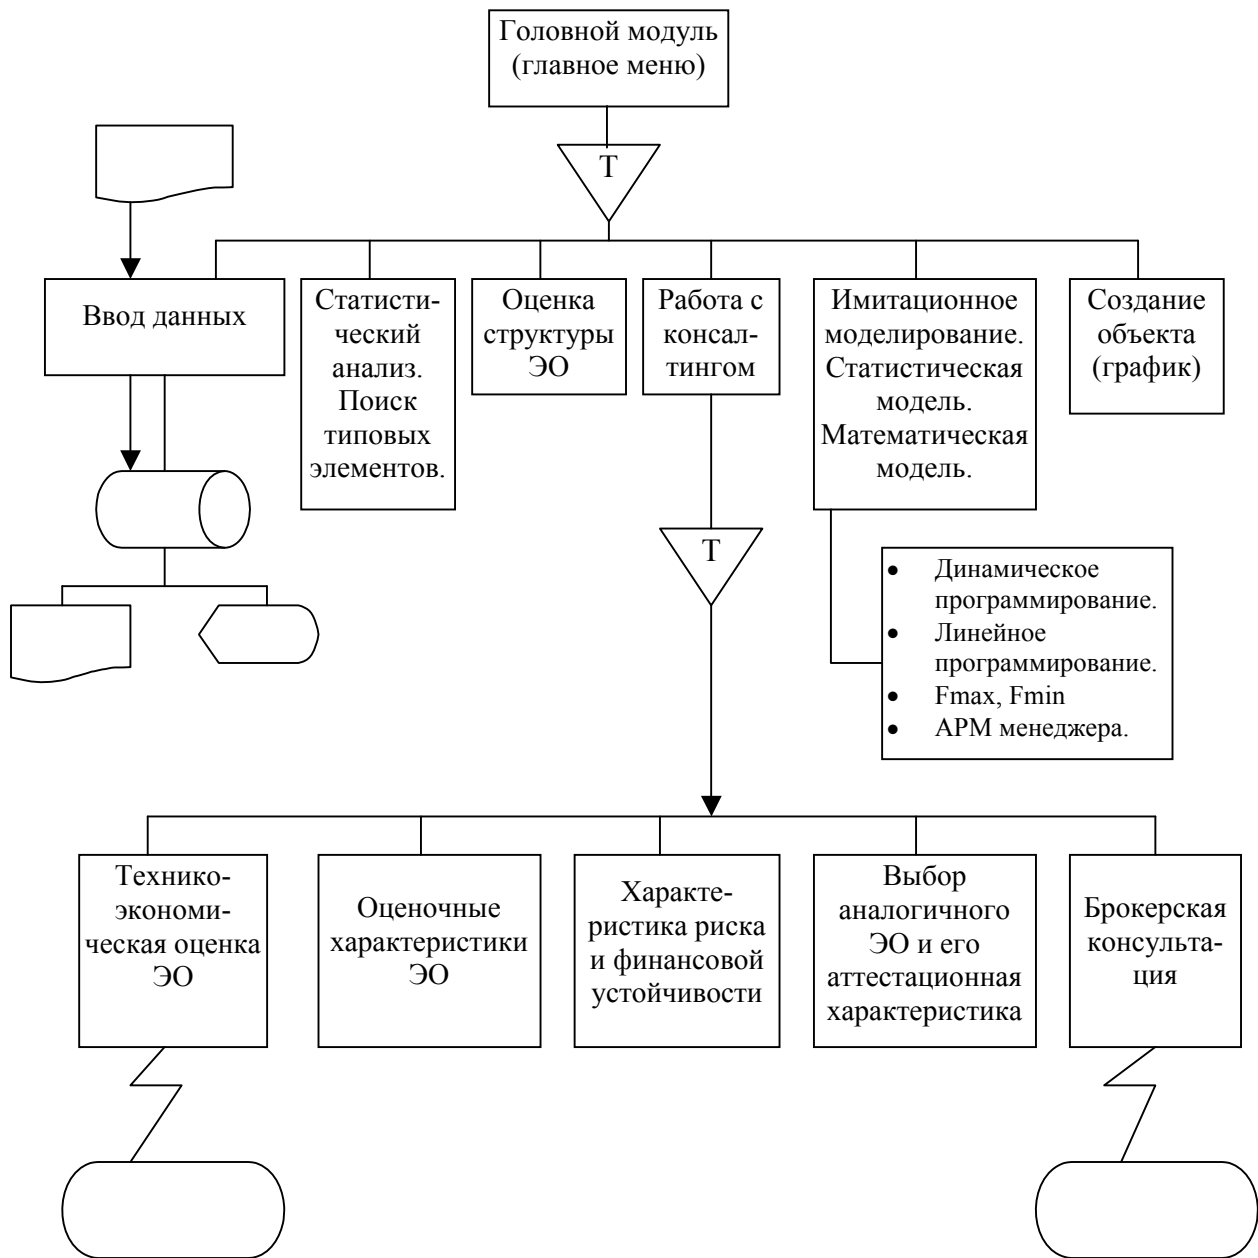 Головной модуль
(главное меню)
Т
Ввод данных
Статисти-
ческий
анализ.
Поиск
типовых
элементов.
Оценка
структуры
ЭО
Работа с
консал-
тингом
Имитационное
моделирование.
Статистическая
модель.
Математическая
модель.
Создание
объекта
(график)
Т
• Динамическое
программирование.
• Линейное
программирование.
• Fmax, Fmin
• АРМ менеджера.
Технико-
экономи-
ческая оценка
ЭО
Оценочные
характеристики
ЭО
Характе-
ристика риска
и финансовой
устойчивости
Выбор
аналогичного
ЭО и его
аттестационная
характеристика
Брокерская
консульта-
ция